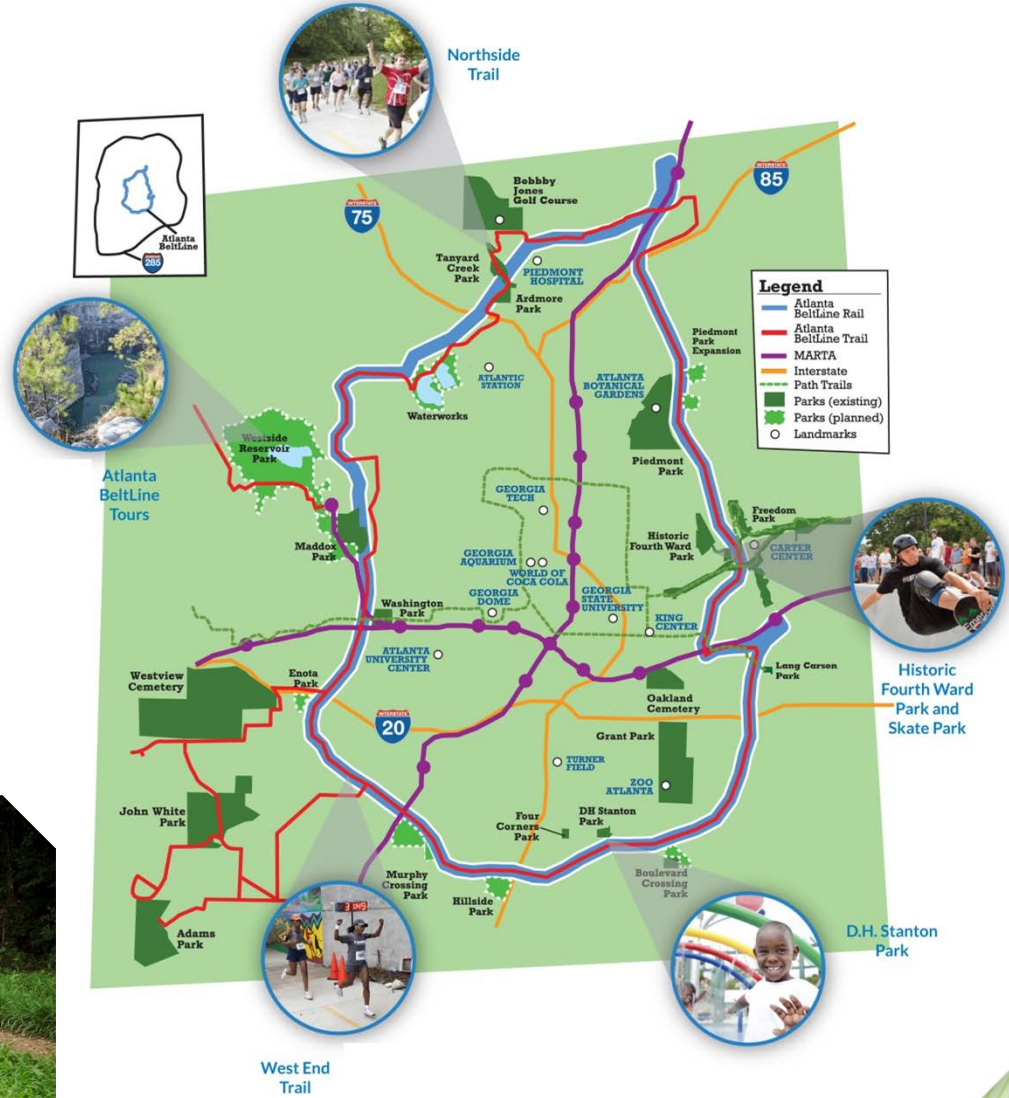 Northside
Trail
Atlanta
BeltLine
INTERSTATE
285
INTERSTATE
75
Bobbby
Jones
Golf Course
INTERSTATE
85
Tanyard
Creek
Park
PIEDMONT
HOSPITAL
Ardmore
Park
Legend
Atlanta
BeltLine Rail
Atlanta
BeltLine Trail
MARTA
Interstate
Path Trails
Parks (existing)
Parks (planned)
Landmarks
Piedmont
Park
Expansion
ATLANTIC
STATION
ATLANTA
BOTANICAL
GARDENS
Waterworks
Westside
Reservoir
Park
Piedmont
Park
Atlanta
BeltLine
Tours
GEORGIA
TECH
Freedom
Park
Historic
Fourth Ward
Park
CARTER
CENTER
Maddox
Park
GEORGIA
AQUARIUM
WORLD OF
COCA COLA
GEORGIA
DOME
GEORGIA
STATE
UNIVERSITY
Washington
Park
KING
CENTER
ATLANTA
UNIVERSITY
CENTER
Lang Carson
Park
Historic
Fourth Ward
Park and
Skate Park
Westview
Cemetery
Enota
Park
Oakland
Cemetery
INTERSTATE
20
Grant Park
TURNER
FIELD
ZOO
ATLANTA
John White
Park
Four
Corners
Park
DH Stanton
Park
Murphy
Crossing
Park
Hillside
Park
Boulevard
Crossing
Park
Adams
Park
D.H. Stanton
Park
West End
Trail